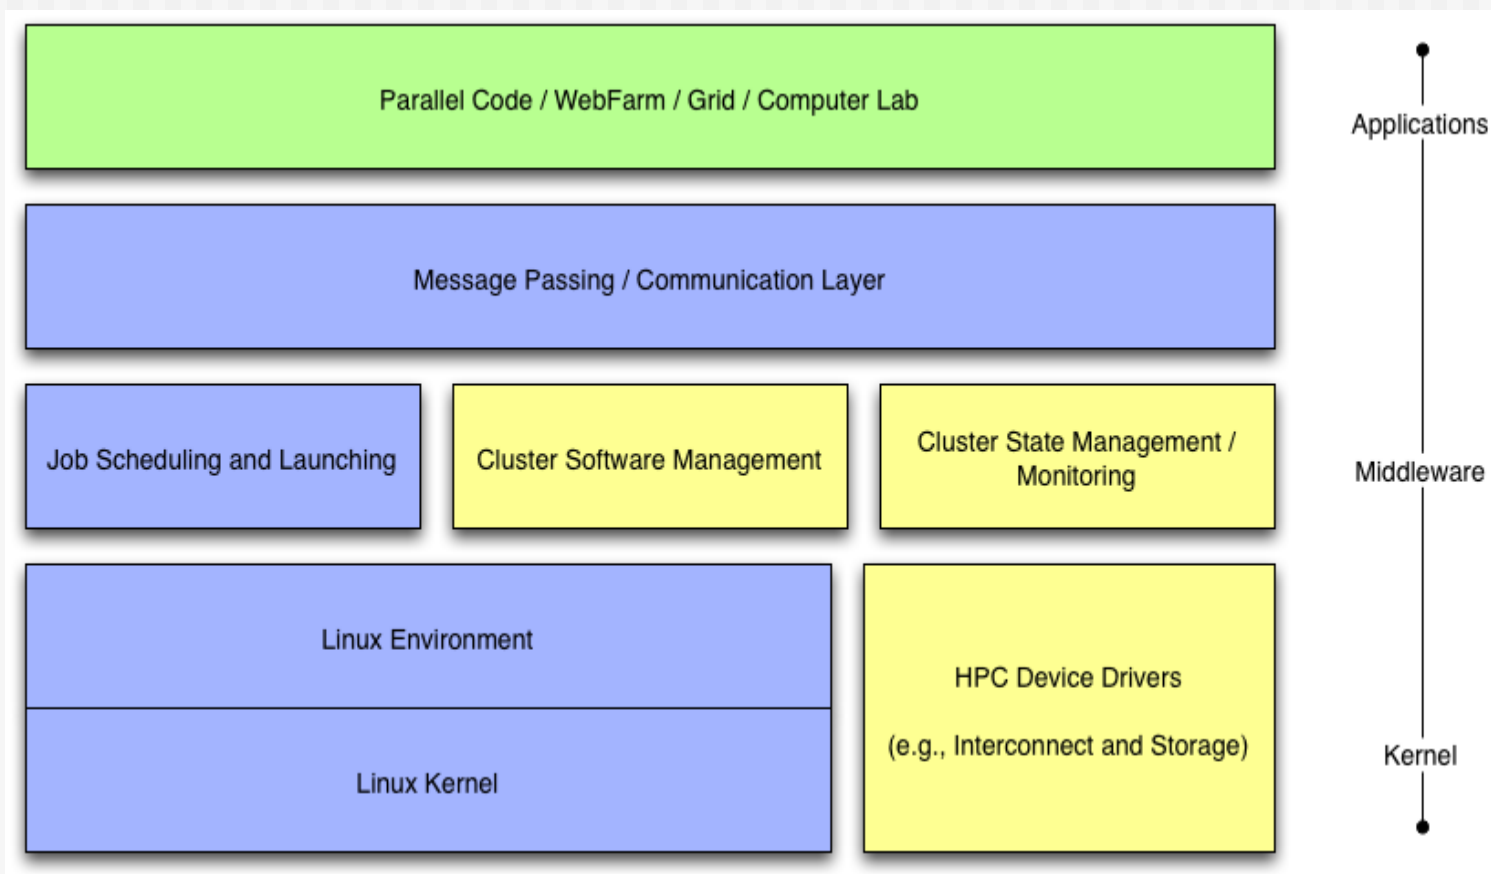 Parallel Code / WebFarm / Grid / Computer Lab
Applications
Message Passing / Communication Layer
Job Scheduling and Launching
Cluster Software Management
Cluster State Management /
Monitoring
Middleware
Linux Environment
Linux Kernel
HPC Device Drivers
(e.g., Interconnect and Storage)
Kernel